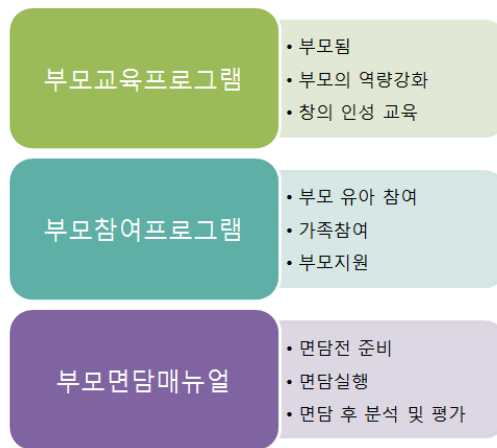 부모교육프로그램
• 부모됨
• 부모의 역량강화
• 창의 인성 교육
부모참여프로그램
• 부모 유아 참여
• 가족참여
• 부모지원
부모면담매뉴얼
• 면담전 준비
• 면담실행
• 면담 후 분석 및 평가